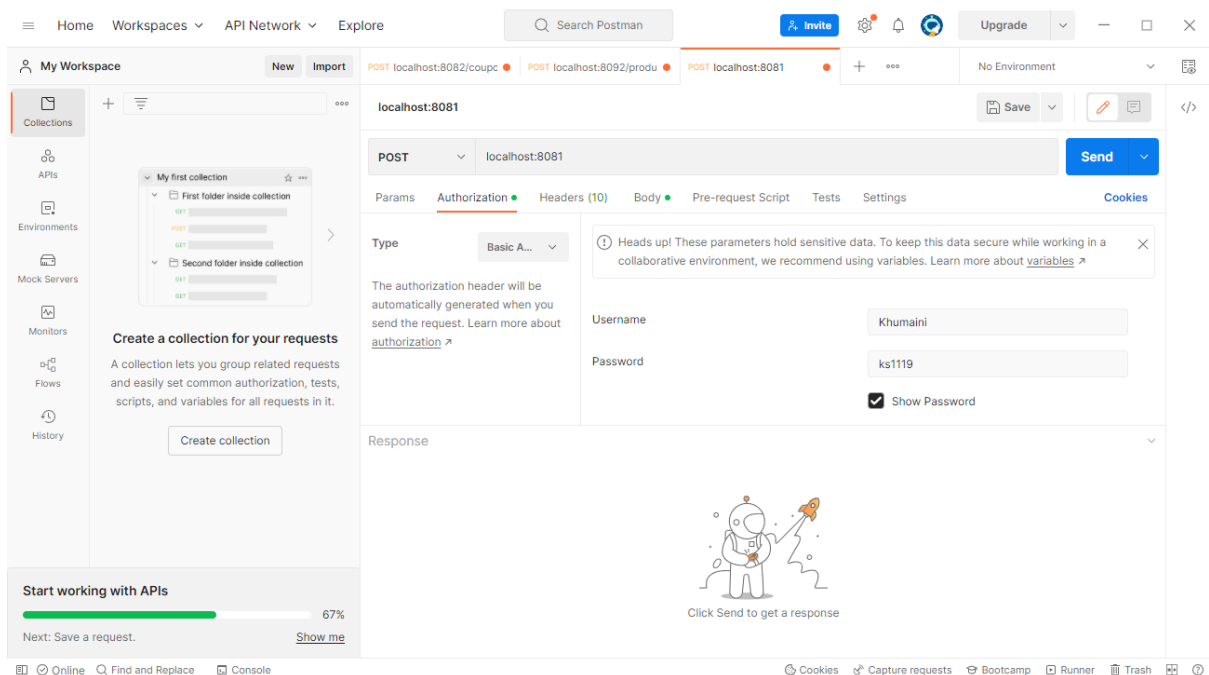 Home Workspaces API Network Explore Search Postman Invite Upgrade
My Workspace New Import POST localhost:8082/coupc POST localhost:8092/produ POST localhost:8081 No Environment
Collections
APIs
Environments
Mock Servers
Monitors
Flows
History
My first collection
First folder inside collection
GET
POST
GET
Second folder inside collection
GET
GET
Create a collection for your requests
A collection lets you group related requests
and easily set common authorization, tests,
scripts, and variables for all requests in it.
Create collection
Start working with APIs
67%
Next: Save a request. Show me
localhost:8081 Save
POST localhost:8081 Send
Params Authorization Headers (10) Body Pre-request Script Tests Settings Cookies
Type Basic A...
The authorization header will be
automatically generated when you
send the request. Learn more about
authorization ↗
Heads up! These parameters hold sensitive data. To keep this data secure while working in a
collaborative environment, we recommend using variables. Learn more about variables ↗
Username Khumaini
Password ks1119
Show Password
Response
Click Send to get a response
Online Find and Replace Console Cookies Capture requests Bootcamp Runner Trash